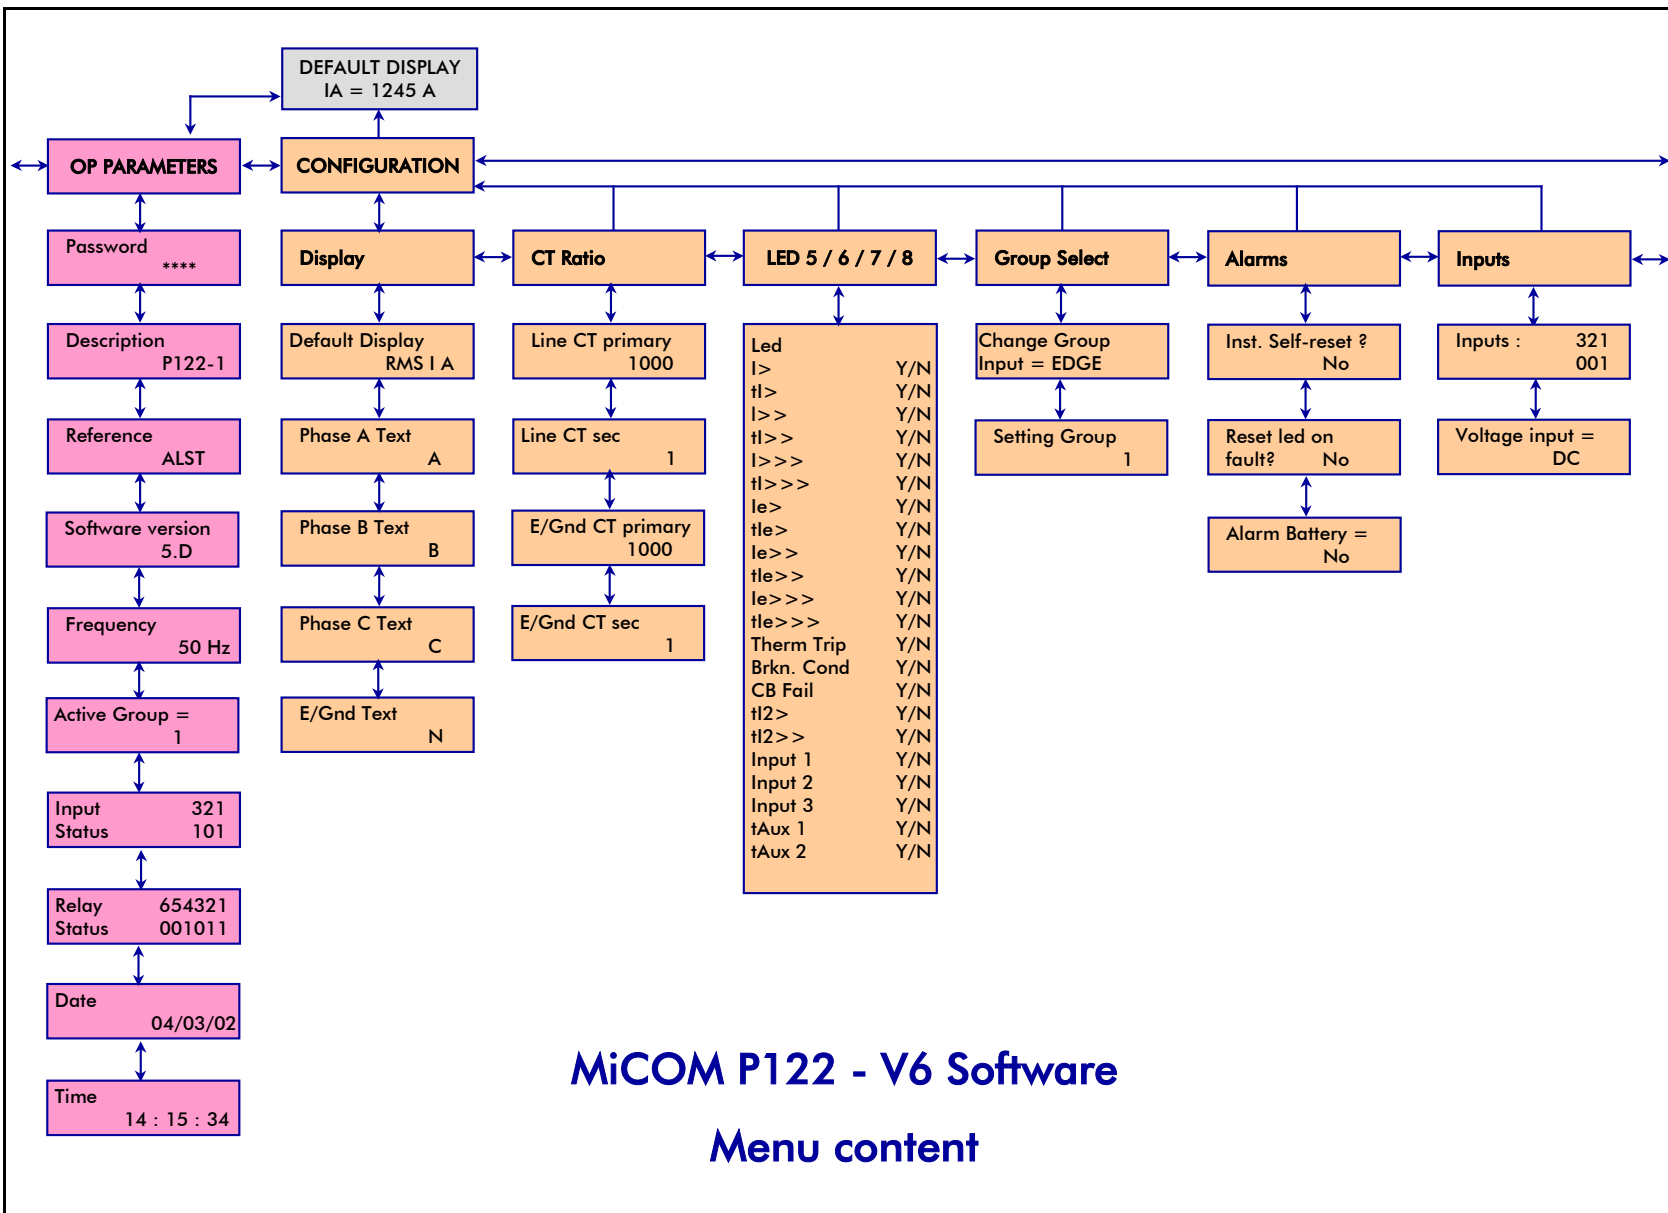 DEFAULT DISPLAY
IA = 1245 A
OP PARAMETERS
CONFIGURATION
Password
****
Description
P122-1
Reference
ALST
Software version
5.D
Frequency
50 Hz
Active Group =
1
Input 321
Status 101
Relay 654321
Status 001011
Date
04/03/02
Time
14 : 15 : 34
Display
Default Display
RMS I A
Phase A Text
A
Phase B Text
B
Phase C Text
C
E/Gnd Text
N
CT Ratio
Line CT primary
1000
Line CT sec
1
E/Gnd CT primary
1000
E/Gnd CT sec
1
LED 5 / 6 / 7 / 8
Led
I> Y/N
tI> Y/N
I>> Y/N
tI>> Y/N
I>>> Y/N
tI>>> Y/N
Ie> Y/N
tIe> Y/N
Ie>> Y/N
tIe>> Y/N
Ie>>> Y/N
tIe>>> Y/N
Therm Trip Y/N
Brkn. Cond Y/N
CB Fail Y/N
tI2> Y/N
tI2>> Y/N
Input 1 Y/N
Input 2 Y/N
Input 3 Y/N
tAux 1 Y/N
tAux 2 Y/N
Group Select
Change Group
Input = EDGE
Setting Group
1
Alarms
Inst. Self-reset ?
No
Reset led on
fault? No
Alarm Battery =
No
Inputs
Inputs : 321
001
Voltage input =
DC
MiCOM P122 - V6 Software
Menu content